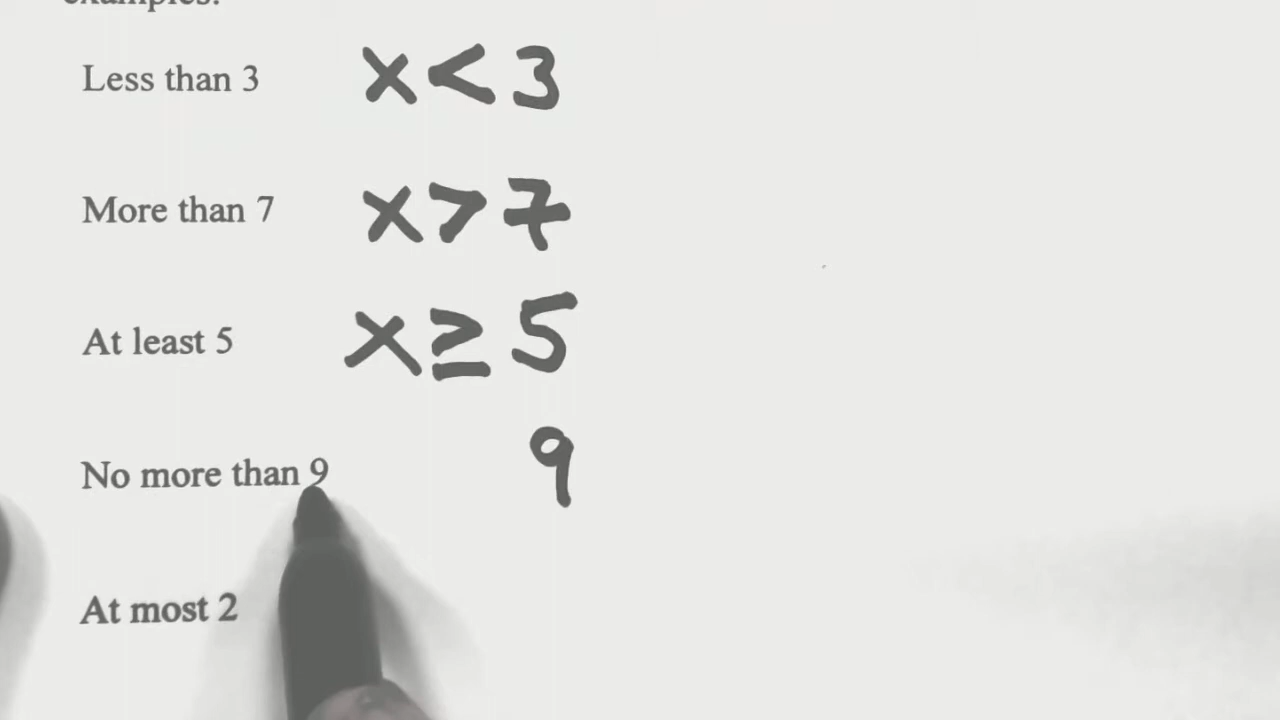 examples:
Less than 3 x < 3
More than 7 x > 7
At least 5 x ≥ 5
No more than 9 9
At most 2